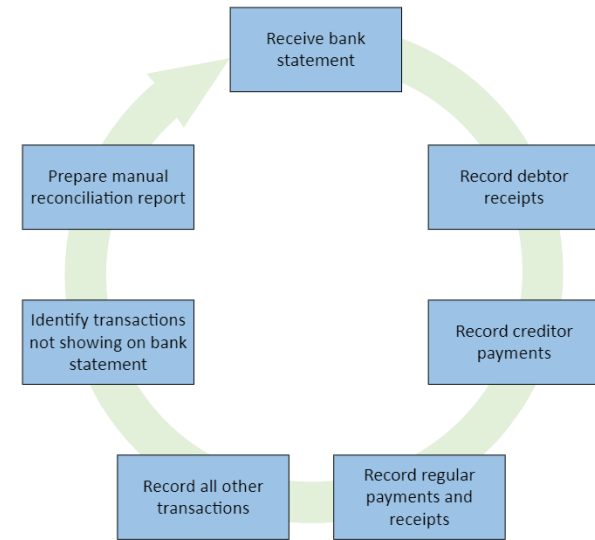 Receive bank
statement
Record debtor
receipts
Record creditor
payments
Record regular
payments and
receipts
Record all other
transactions
Identify transactions
not showing on bank
statement
Prepare manual
reconciliation report